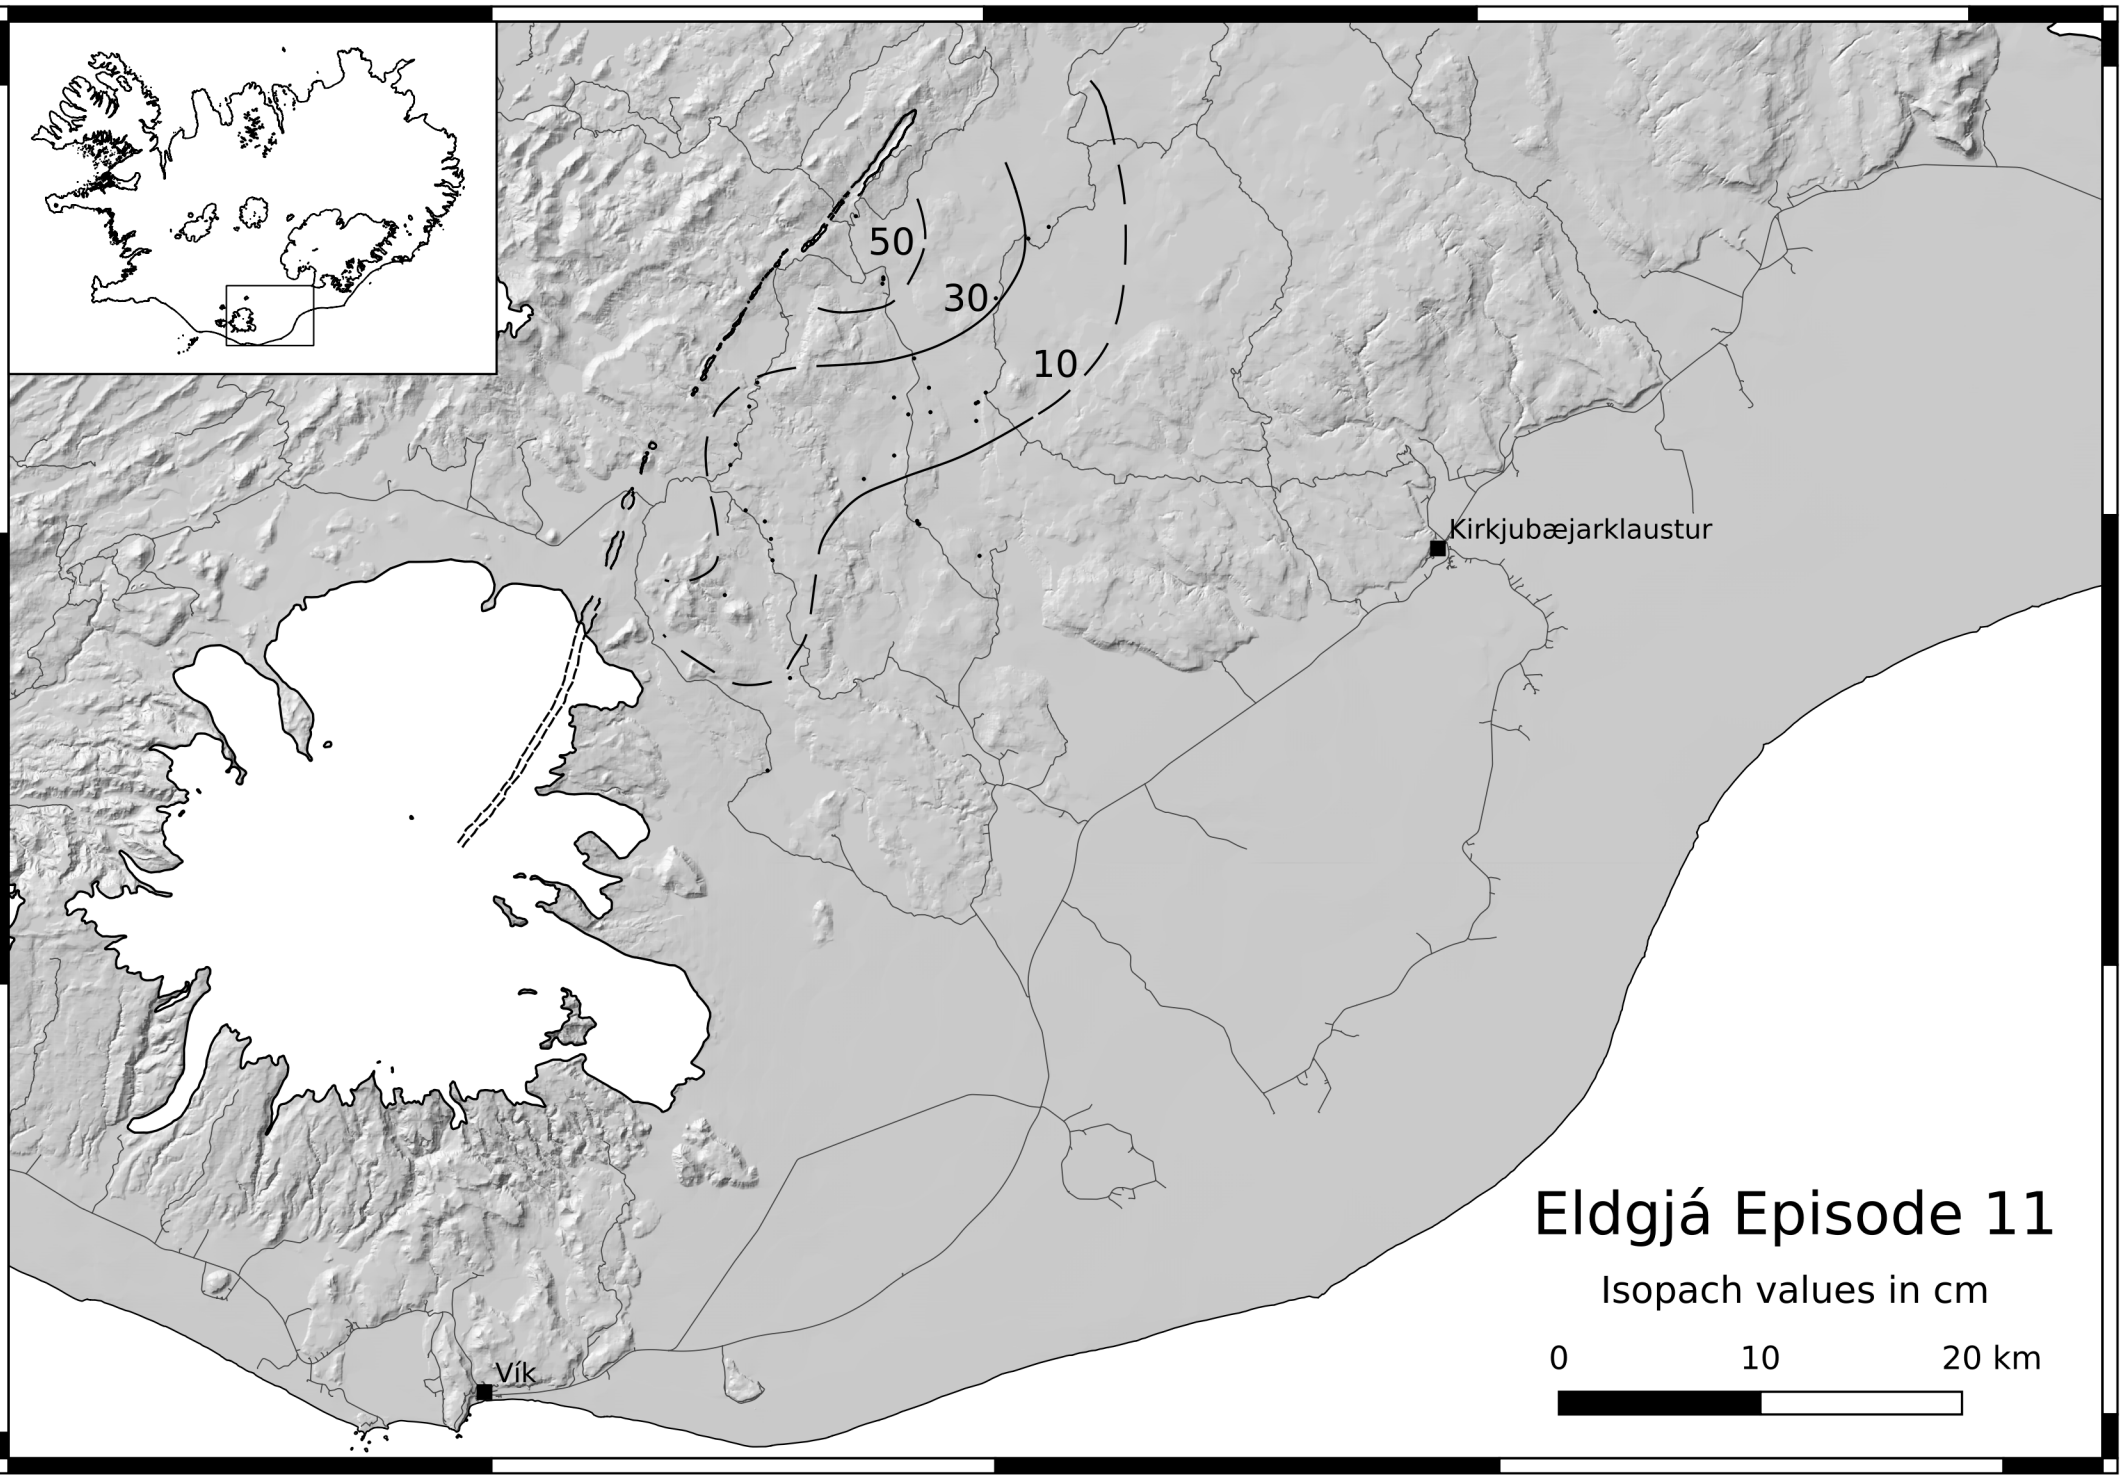 50
30
10
Kirkjubæjarklaustur
Eldgjá Episode 11
Isopach values in cm
0 10 20 km
Vík